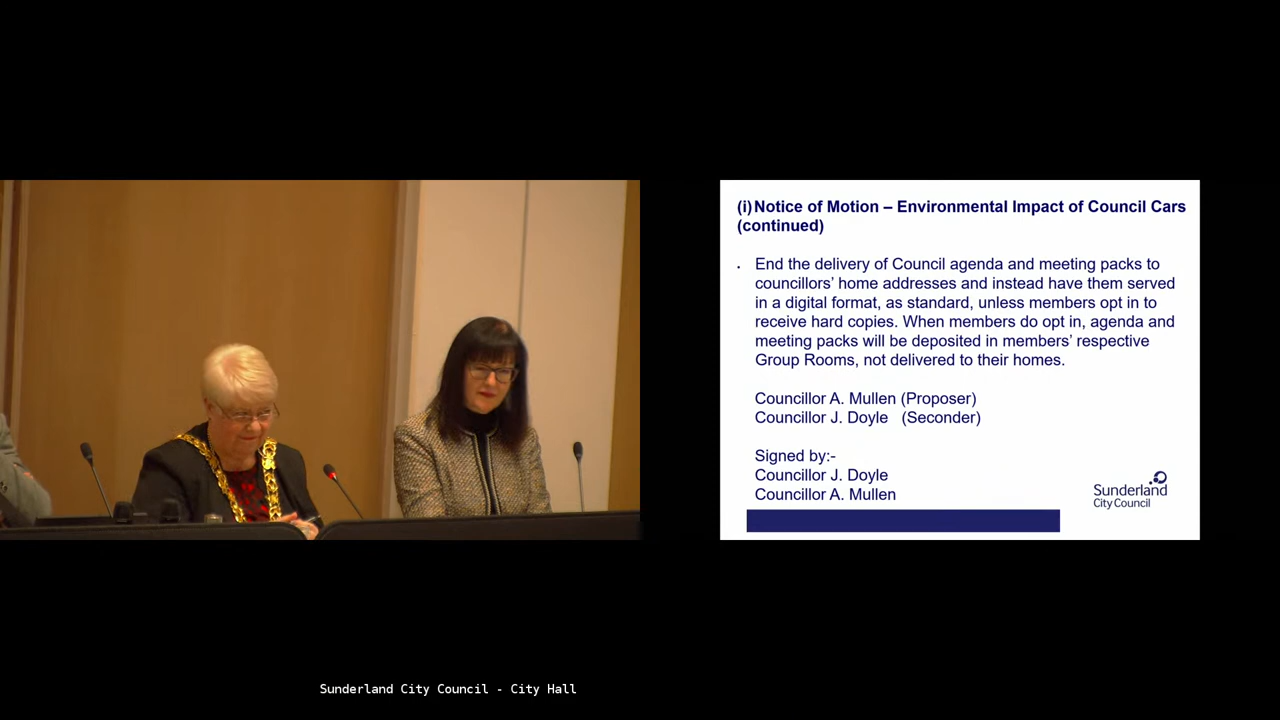 (i) Notice of Motion – Environmental Impact of Council Cars
(continued)
. End the delivery of Council agenda and meeting packs to
councillors’ home addresses and instead have them served
in a digital format, as standard, unless members opt in to
receive hard copies. When members do opt in, agenda and
meeting packs will be deposited in members’ respective
Group Rooms, not delivered to their homes.
Councillor A. Mullen (Proposer)
Councillor J. Doyle (Seconder)
Signed by:-
Councillor J. Doyle
Councillor A. Mullen
Sunderland
City Council
Sunderland City Council - City Hall